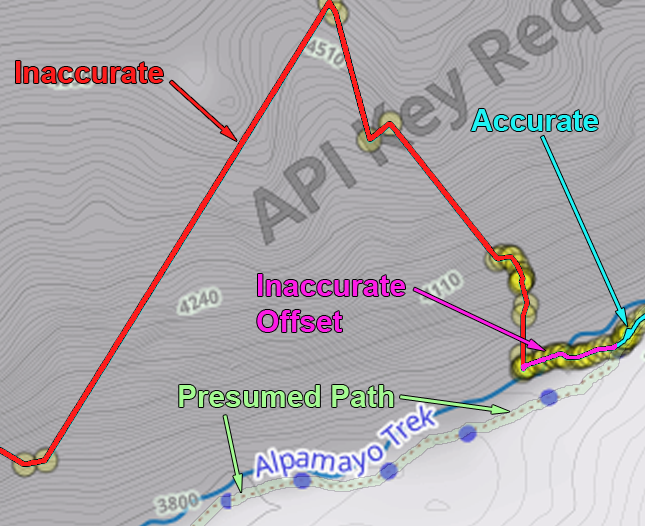 4510
API Key Requ
Inaccurate
Accurate
Inaccurate
Offset
4110
4240
Presumed Path
Alpamayo Trek
3800